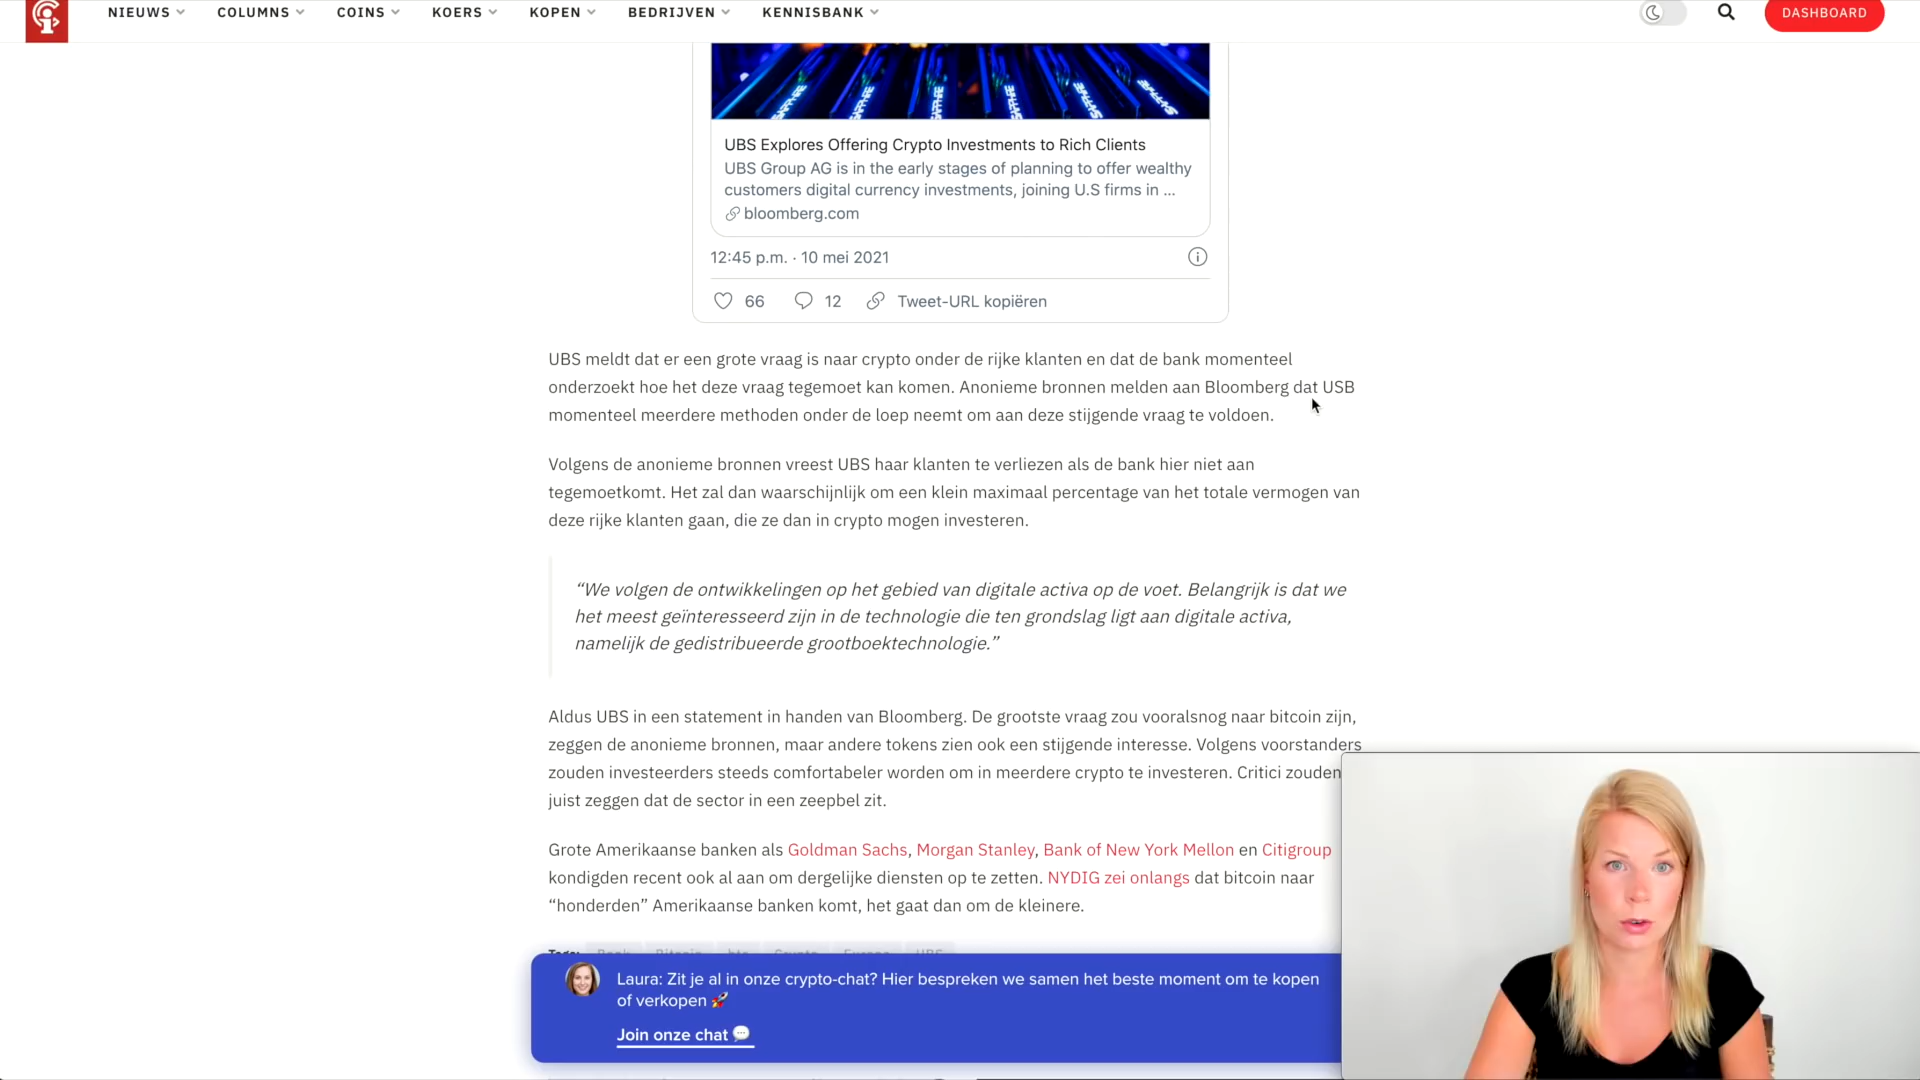 NIEUWS COLUMNS COINS KOERS KOPEN BEDRIJVEN KENNISBANK DASHBOARD
UBS Explores Offering Crypto Investments to Rich Clients
UBS Group AG is in the early stages of planning to offer wealthy
customers digital currency investments, joining U.S firms in ...
bloomberg.com
12:45 p.m. · 10 mei 2021
66 12 Tweet-URL kopiëren
UBS meldt dat er een grote vraag is naar crypto onder de rijke klanten en dat de bank momenteel
onderzoekt hoe het deze vraag tegemoet kan komen. Anonieme bronnen melden aan Bloomberg dat USB
momenteel meerdere methoden onder de loep neemt om aan deze stijgende vraag te voldoen.
Volgens de anonieme bronnen vreest UBS haar klanten te verliezen als de bank hier niet aan
tegemoetkomt. Het zal dan waarschijnlijk om een klein maximaal percentage van het totale vermogen van
deze rijke klanten gaan, die ze dan in crypto mogen investeren.
“We volgen de ontwikkelingen op het gebied van digitale activa op de voet. Belangrijk is dat we
het meest geïnteresseerd zijn in de technologie die ten grondslag ligt aan digitale activa,
namelijk de gedistribueerde grootboektechnologie.”
Aldus UBS in een statement in handen van Bloomberg. De grootste vraag zou vooralsnog naar bitcoin zijn,
zeggen de anonieme bronnen, maar andere tokens zien ook een stijgende interesse. Volgens voorstanders
zouden investeerders steeds comfortabeler worden om in meerdere crypto te investeren. Critici zouden
juist zeggen dat de sector in een zeepbel zit.
Grote Amerikaanse banken als Goldman Sachs, Morgan Stanley, Bank of New York Mellon en Citigroup
kondigden recent ook al aan om dergelijke diensten op te zetten. NYDIG zei onlangs dat bitcoin naar
“honderden” Amerikaanse banken komt, het gaat dan om de kleinere.
Tags: Bank Bitcoin btc Crypto Europa UBS
Laura: Zit je al in onze crypto-chat? Hier bespreken we samen het beste moment om te kopen
of verkopen 🚀
Join onze chat 💬